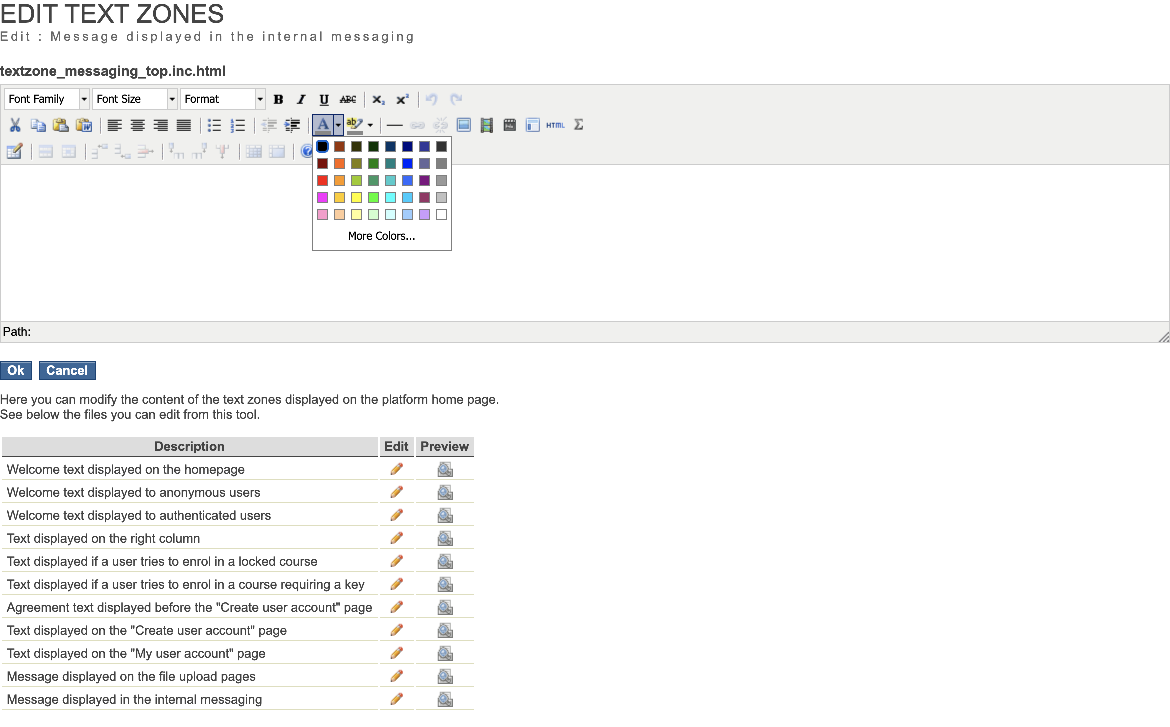 EDIT TEXT ZONES
Edit : Message displayed in the internal messaging
textzone_messaging_top.inc.html
Font Family Font Size Format B I U ABC x₂ x²
A ab HTML Σ
More Colors...
Path:
Ok Cancel
Here you can modify the content of the text zones displayed on the platform home page.
See below the files you can edit from this tool.
Description Edit Preview
Welcome text displayed on the homepage
Welcome text displayed to anonymous users
Welcome text displayed to authenticated users
Text displayed on the right column
Text displayed if a user tries to enrol in a locked course
Text displayed if a user tries to enrol in a course requiring a key
Agreement text displayed before the "Create user account" page
Text displayed on the "Create user account" page
Text displayed on the "My user account" page
Message displayed on the file upload pages
Message displayed in the internal messaging